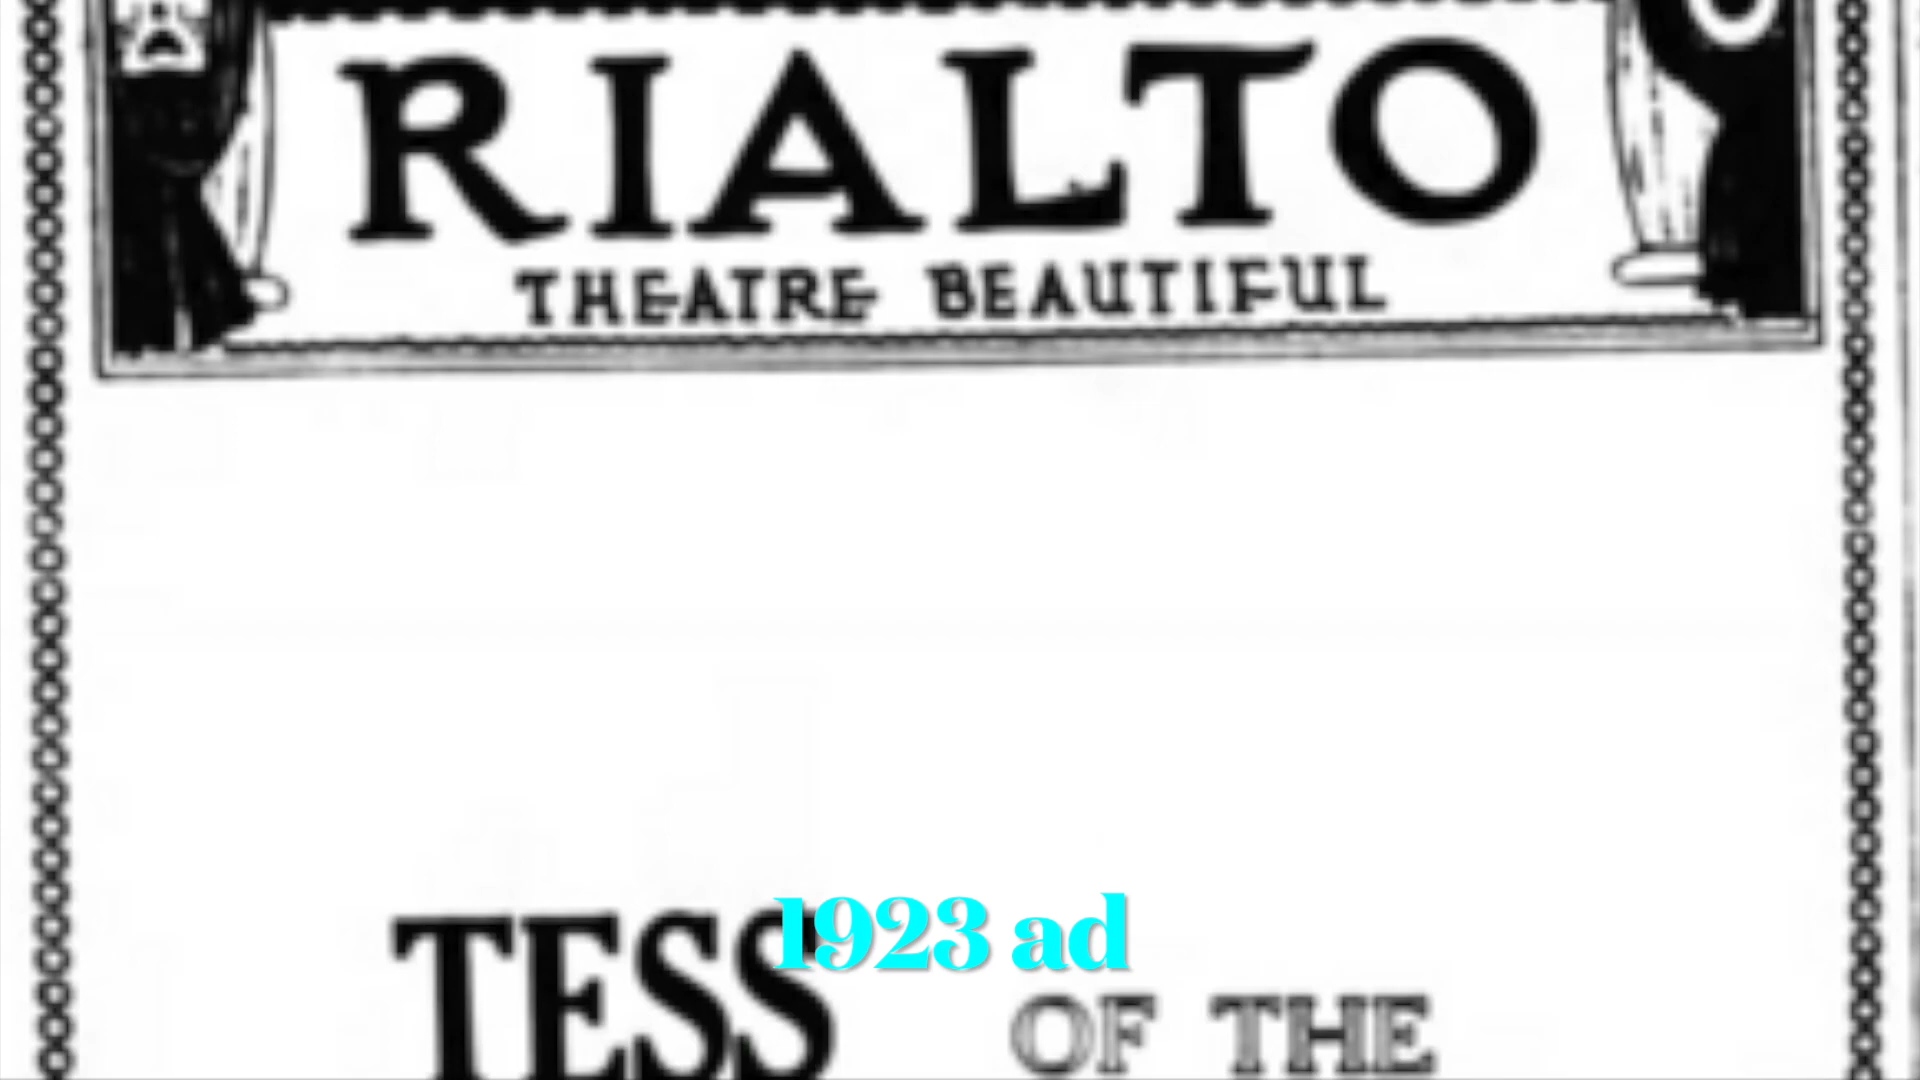 RIALTO
THEATRE BEAUTIFUL
1923 ad
TESS OF THE